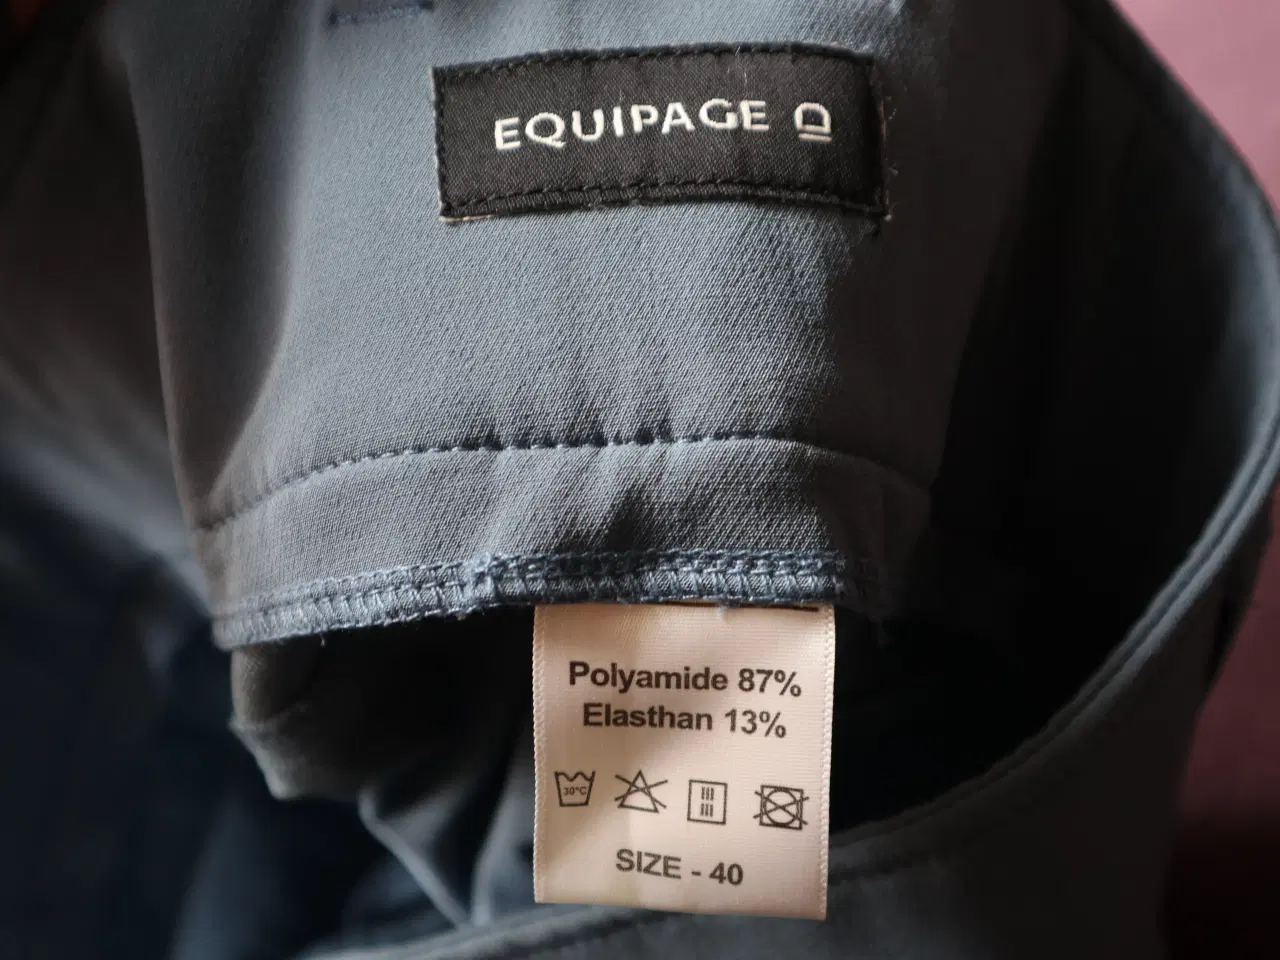 EQUIPAGE
Polyamide 87%
Elasthan 13%
30°C
SIZE - 40